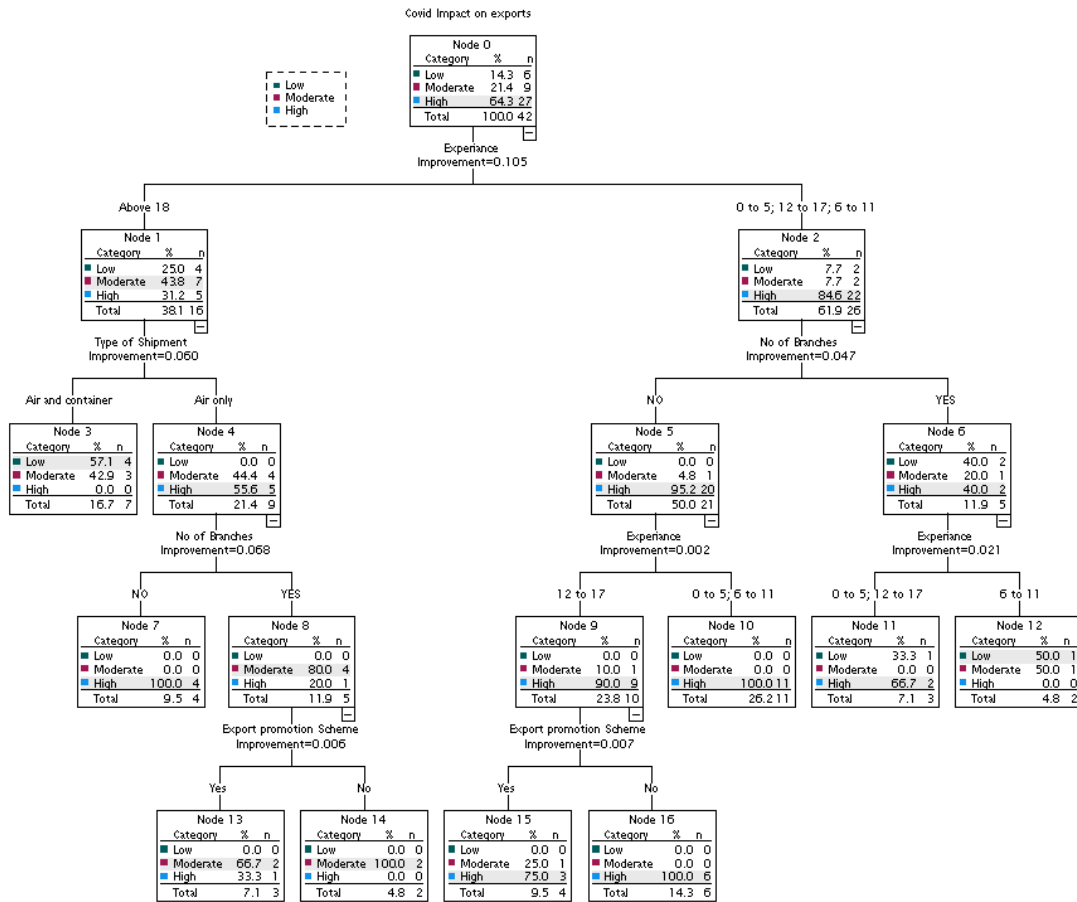 Covid Impact on exports
Low
Moderate
High
Node 0
Category % n
Low 14.3 6
Moderate 21.4 9
High 64.3 27
Total 100.0 42
Experiance
Improvement=0.105
Above 18
0 to 5; 12 to 17; 6 to 11
Node 1
Category % n
Low 25.0 4
Moderate 43.8 7
High 31.2 5
Total 38.1 16
Node 2
Category % n
Low 7.7 2
Moderate 7.7 2
High 84.6 22
Total 61.9 26
Type of Shipment
Improvement=0.060
No of Branches
Improvement=0.047
Air and container
Air only
NO
YES
Node 3
Category % n
Low 57.1 4
Moderate 42.9 3
High 0.0 0
Total 16.7 7
Node 4
Category % n
Low 0.0 0
Moderate 44.4 4
High 55.6 5
Total 21.4 9
Node 5
Category % n
Low 0.0 0
Moderate 4.8 1
High 95.2 20
Total 50.0 21
Node 6
Category % n
Low 40.0 2
Moderate 20.0 1
High 40.0 2
Total 11.9 5
No of Branches
Improvement=0.068
Experiance
Improvement=0.002
Experiance
Improvement=0.021
NO
YES
12 to 17
0 to 5; 6 to 11
0 to 5; 12 to 17
6 to 11
Node 7
Category % n
Low 0.0 0
Moderate 0.0 0
High 100.0 4
Total 9.5 4
Node 8
Category % n
Low 0.0 0
Moderate 80.0 4
High 20.0 1
Total 11.9 5
Node 9
Category % n
Low 0.0 0
Moderate 10.0 1
High 90.0 9
Total 23.8 10
Node 10
Category % n
Low 0.0 0
Moderate 0.0 0
High 100.0 11
Total 26.2 11
Node 11
Category % n
Low 33.3 1
Moderate 0.0 0
High 66.7 2
Total 7.1 3
Node 12
Category % n
Low 50.0 1
Moderate 50.0 1
High 0.0 0
Total 4.8 2
Export promotion Scheme
Improvement=0.006
Export promotion Scheme
Improvement=0.007
Yes
No
Yes
No
Node 13
Category % n
Low 0.0 0
Moderate 66.7 2
High 33.3 1
Total 7.1 3
Node 14
Category % n
Low 0.0 0
Moderate 100.0 2
High 0.0 0
Total 4.8 2
Node 15
Category % n
Low 0.0 0
Moderate 25.0 1
High 75.0 3
Total 9.5 4
Node 16
Category % n
Low 0.0 0
Moderate 0.0 0
High 100.0 6
Total 14.3 6